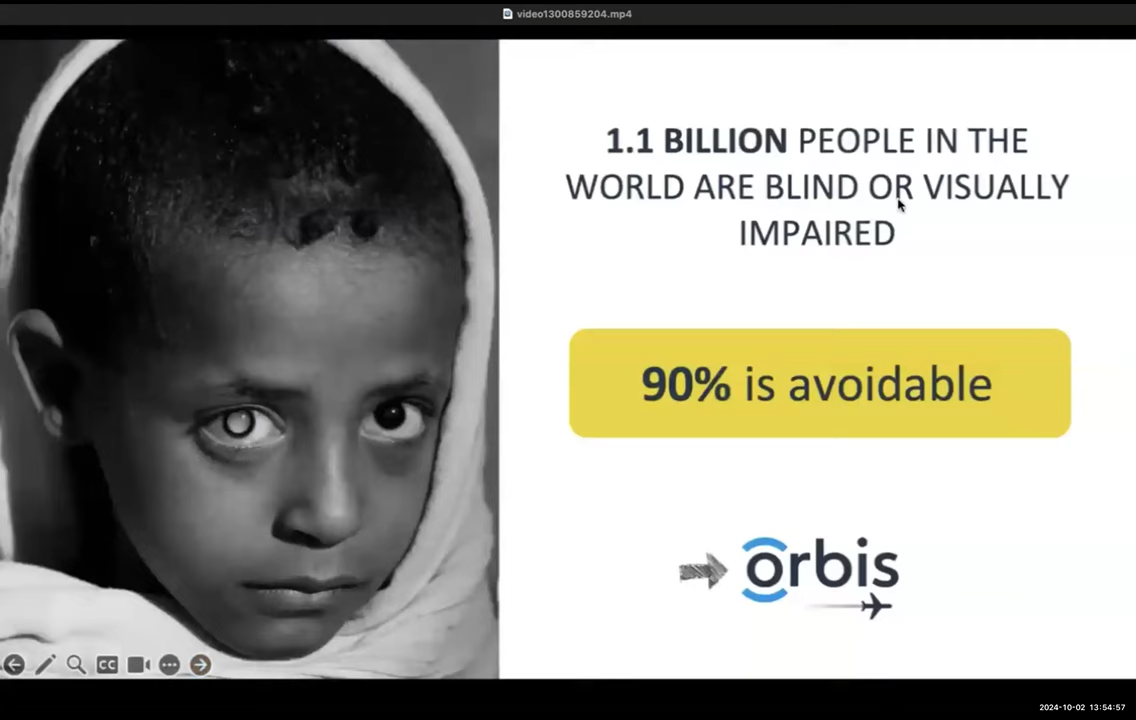 video1300859204.mp4
1.1 BILLION PEOPLE IN THE
WORLD ARE BLIND OR VISUALLY
IMPAIRED
90% is avoidable
orbis
CC
2024-10-02 13:54:57